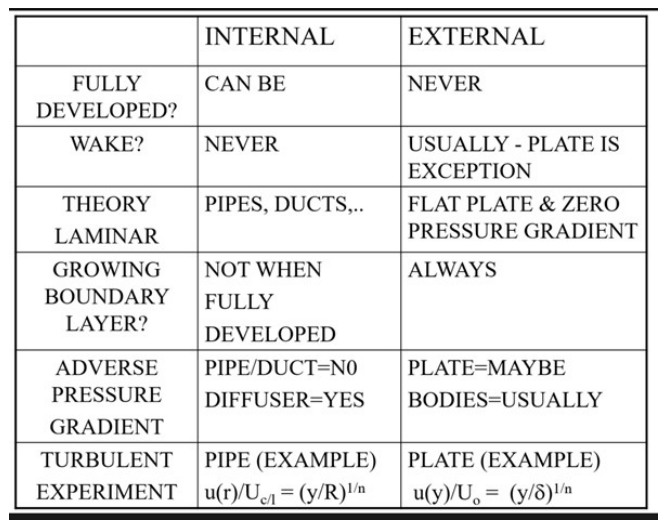 INTERNAL EXTERNAL
FULLY DEVELOPED? CAN BE NEVER
WAKE? NEVER USUALLY - PLATE IS EXCEPTION
THEORY LAMINAR PIPES, DUCTS,.. FLAT PLATE & ZERO PRESSURE GRADIENT
GROWING BOUNDARY LAYER? NOT WHEN FULLY DEVELOPED ALWAYS
ADVERSE PRESSURE GRADIENT PIPE/DUCT=N0 DIFFUSER=YES PLATE=MAYBE BODIES=USUALLY
TURBULENT EXPERIMENT PIPE (EXAMPLE) u(r)/U_c/l = (y/R)^1/n PLATE (EXAMPLE) u(y)/U_o = (y/δ)^1/n